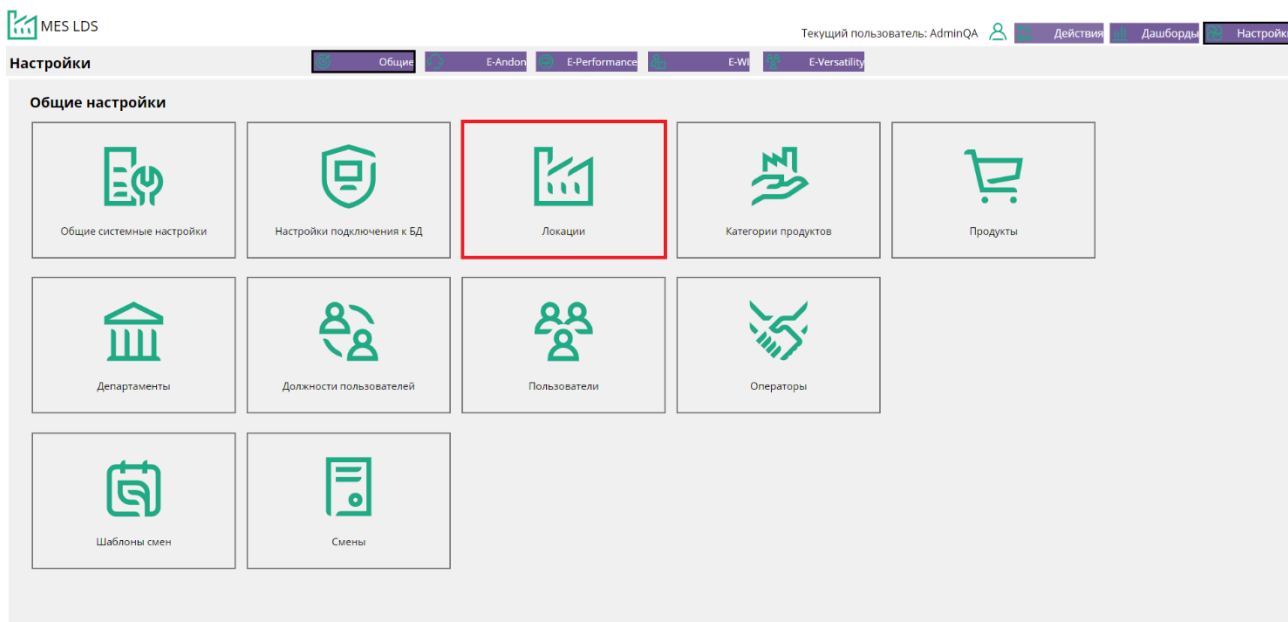 MES LDS
Текущий пользователь: AdminQA Действия Дашборды Настройки
Настройки Общие E-Andon E-Performance E-WI E-Versatility
Общие настройки
Общие системные настройки Настройки подключения к БД Локации Категории продуктов Продукты
Департаменты Должности пользователей Пользователи Операторы
Шаблоны смен Смены